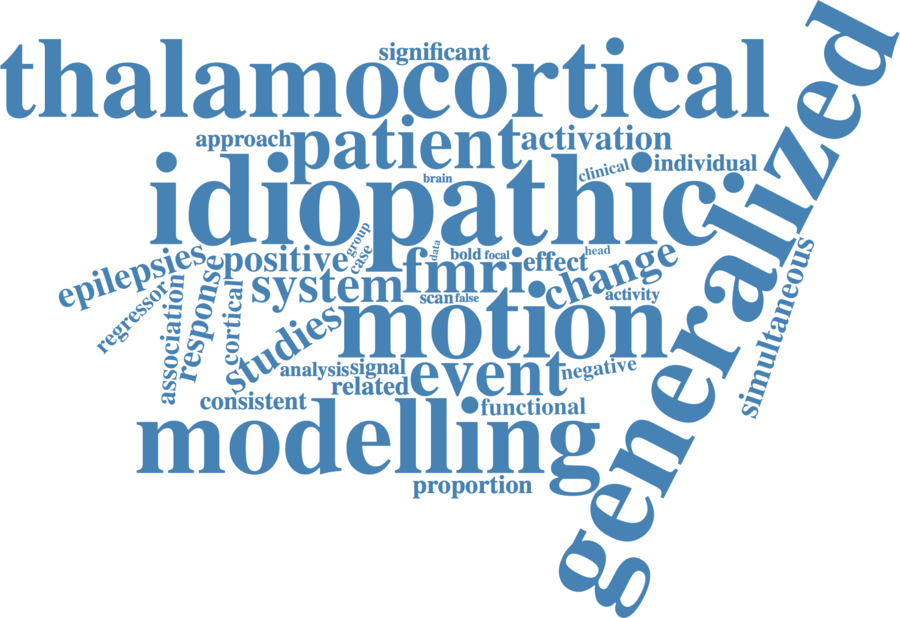 significant
thalamocortical
generalized
approach
patient
activation
brain
clinical
individual
idiopathic
epilepsies
positive
group
case
data
bold
focal
head
fmri
effect
change
simultaneous
regressor
association
response
cortical
system
scan
false
activity
studies
motion
analysis
signal
related
event
negative
consistent
functional
modelling
proportion